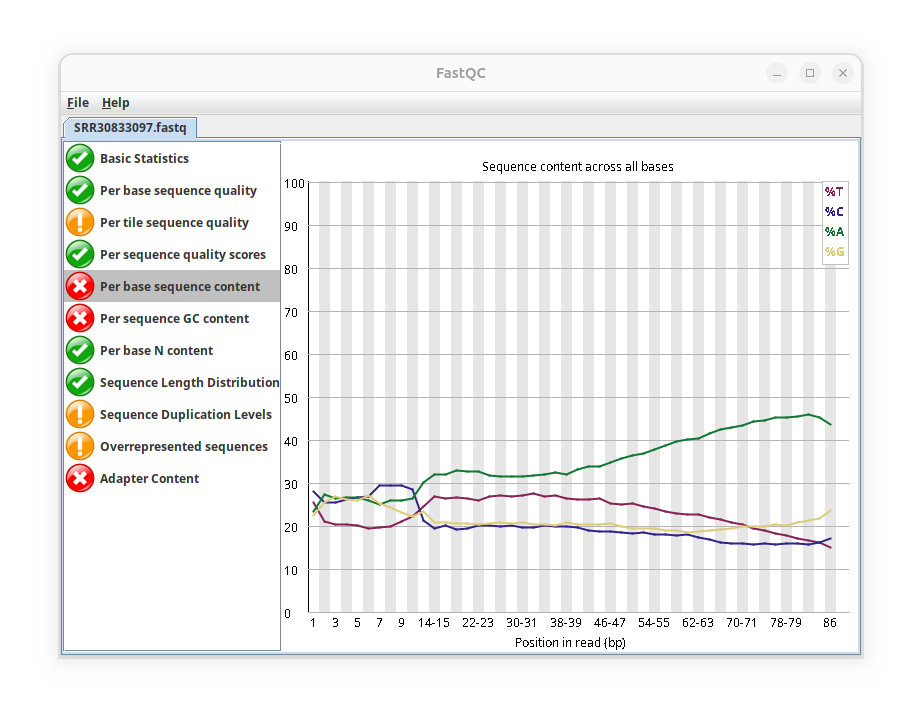 FastQC
File Help
SRR30833097.fastq
Basic Statistics
Per base sequence quality
Per tile sequence quality
Per sequence quality scores
Per base sequence content
Per sequence GC content
Per base N content
Sequence Length Distribution
Sequence Duplication Levels
Overrepresented sequences
Adapter Content
Sequence content across all bases
%T
%C
%A
%G
100
90
80
70
60
50
40
30
20
10
0
1 3 5 7 9 14-15 22-23 30-31 38-39 46-47 54-55 62-63 70-71 78-79 86
Position in read (bp)